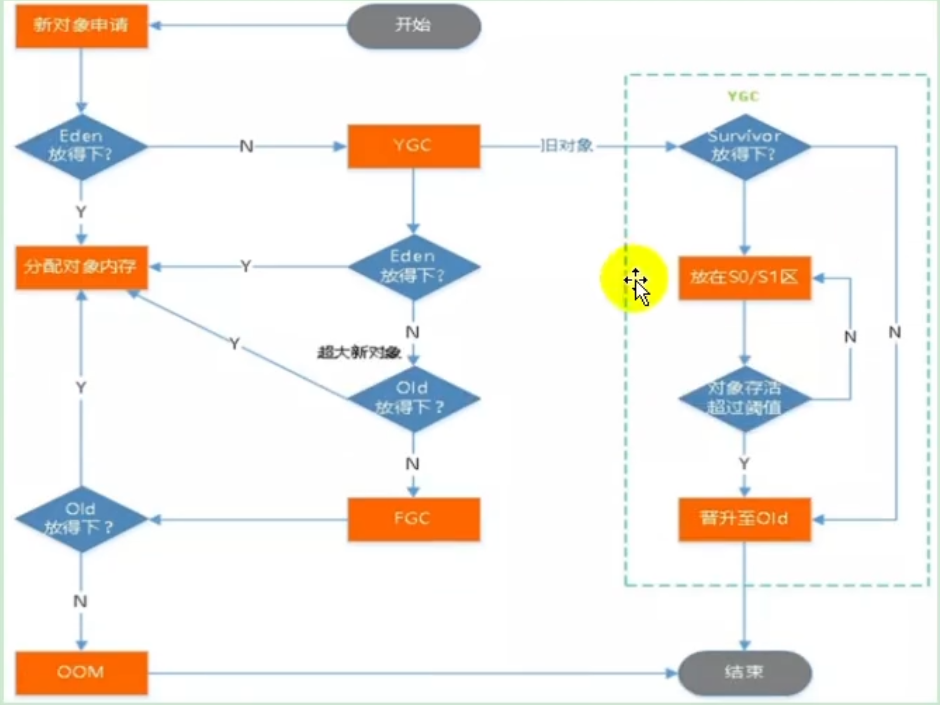 新对象申请
开始
YGC
Eden
放得下?
N
YGC
旧对象
Survivor
放得下?
Y
分配对象内存
Y
Eden
放得下?
放在S0/S1区
N
超大新对象
Y
N
N
Y
Old
放得下?
对象存活
超过阈值
N
Y
Old
放得下?
FGC
晋升至Old
N
OOM
结束